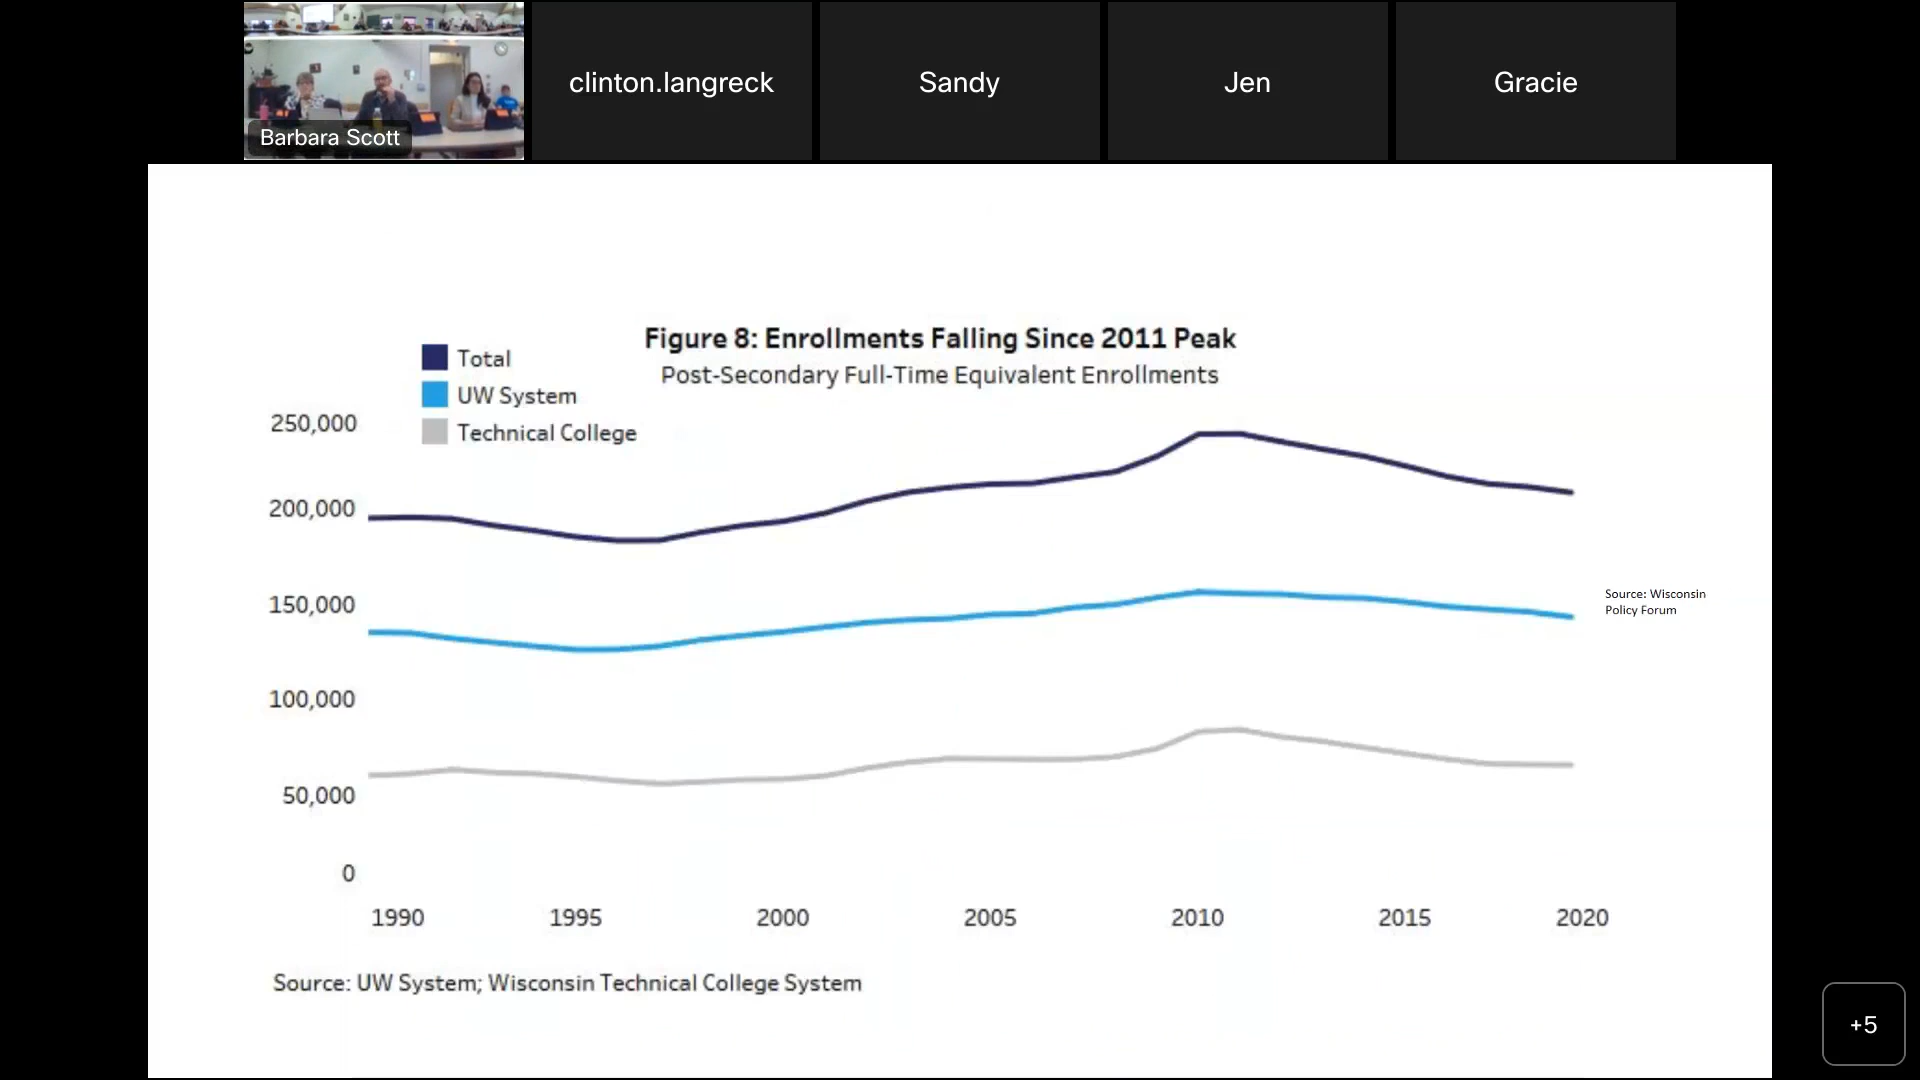 Barbara Scott
clinton.langreck
Sandy
Jen
Gracie
Figure 8: Enrollments Falling Since 2011 Peak
Post-Secondary Full-Time Equivalent Enrollments
Total
UW System
Technical College
250,000
200,000
150,000
100,000
50,000
0
1990 1995 2000 2005 2010 2015 2020
Source: Wisconsin
Policy Forum
Source: UW System; Wisconsin Technical College System
+5